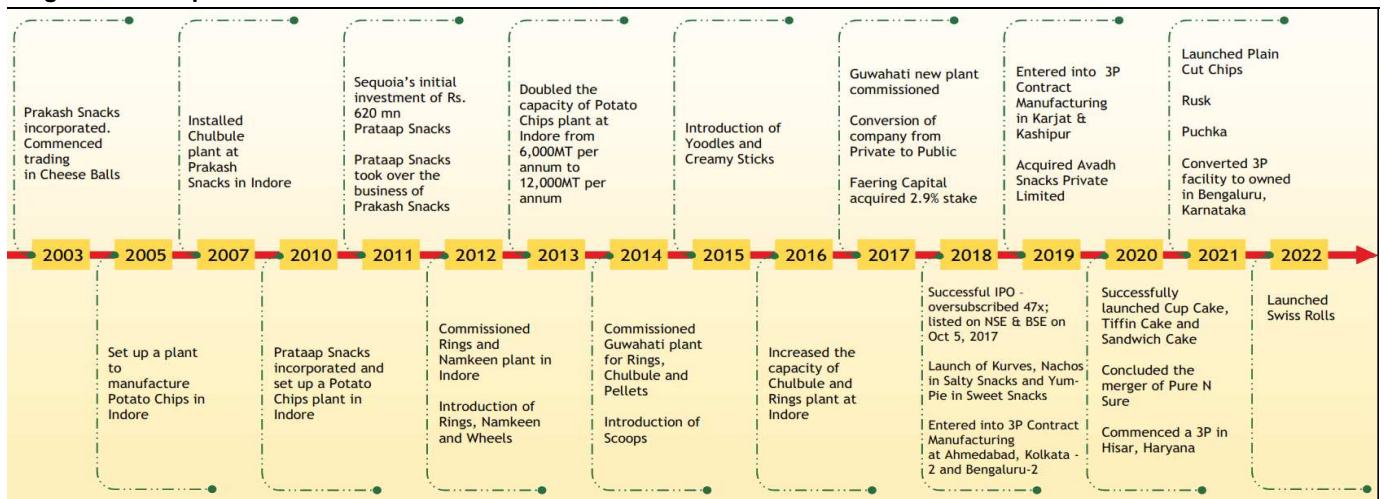 Prakash Snacks
incorporated.
Commenced
trading
in Cheese Balls
Installed
Chulbule
plant at
Prakash
Snacks in Indore
Sequoia's initial
investment of Rs.
620 mn
Prataap Snacks
Prataap Snacks
took over the
business of
Prakash Snacks
Doubled the
capacity of Potato
Chips plant at
Indore from
6,000MT per
annum to
12,000MT per
annum
Introduction of
Yoodles and
Creamy Sticks
Guwahati new plant
commissioned
Conversion of
company from
Private to Public
Faering Capital
acquired 2.9% stake
Entered into 3P
Contract
Manufacturing
in Karjat &
Kashipur
Acquired Avadh
Snacks Private
Limited
Launched Plain
Cut Chips
Rusk
Puchka
Converted 3P
facility to owned
in Bengaluru,
Karnataka
2003 2005 2007 2010 2011 2012 2013 2014 2015 2016 2017 2018 2019 2020 2021 2022
Set up a plant
to
manufacture
Potato Chips in
Indore
Prataap Snacks
incorporated and
set up a Potato
Chips plant in
Indore
Commissioned
Rings and
Namkeen plant in
Indore
Introduction of
Rings, Namkeen
and Wheels
Commissioned
Guwahati plant
for Rings,
Chulbule and
Pellets
Introduction of
Scoops
Increased the
capacity of
Chulbule and
Rings plant at
Indore
Successful IPO –
oversubscribed 47x;
listed on NSE & BSE on
Oct 5, 2017
Launch of Kurves, Nachos
in Salty Snacks and Yum-
Pie in Sweet Snacks
Entered into 3P Contract
Manufacturing
at Ahmedabad, Kolkata -
2 and Bengaluru-2
Successfully
launched Cup Cake,
Tiffin Cake and
Sandwich Cake
Concluded the
merger of Pure N
Sure
Commenced a 3P in
Hisar, Haryana
Launched
Swiss Rolls